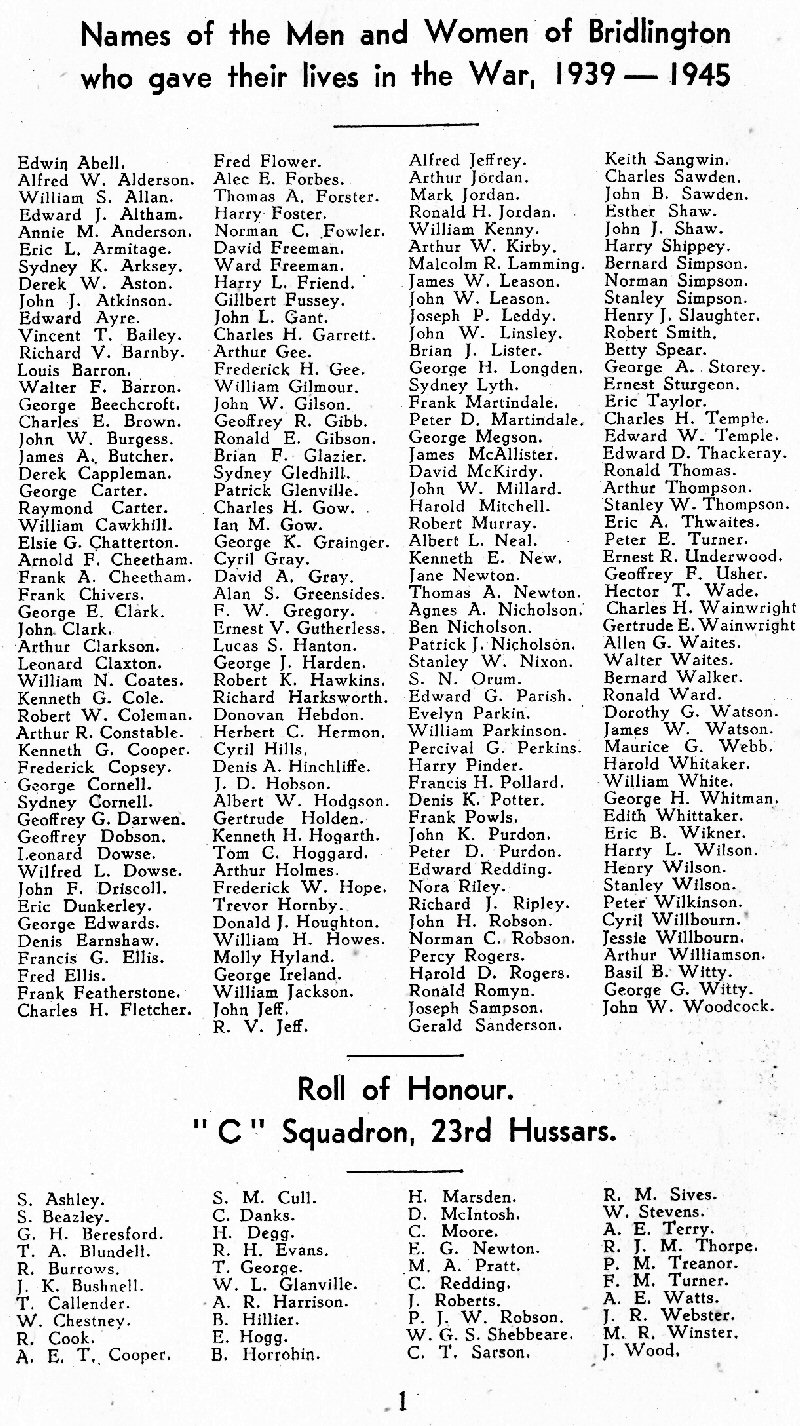 Names of the Men and Women of Bridlington
who gave their lives in the War, 1939 — 1945
Edwin Abell.
Alfred W. Alderson.
William S. Allan.
Edward J. Altham.
Annie M. Anderson.
Eric L. Armitage.
Sydney K. Arksey.
Derek W. Aston.
John J. Atkinson.
Edward Ayre.
Vincent T. Bailey.
Richard V. Barnby.
Louis Barron.
Walter F. Barron.
George Beechcroft.
Charles E. Brown.
John W. Burgess.
James A. Butcher.
Derek Cappleman.
George Carter.
Raymond Carter.
William Cawkhill.
Elsie G. Chatterton.
Arnold F. Cheetham.
Frank A. Cheetham.
Frank Chivers.
George E. Clark.
John Clark.
Arthur Clarkson.
Leonard Claxton.
William N. Coates.
Kenneth G. Cole.
Robert W. Coleman.
Arthur R. Constable.
Kenneth G. Cooper.
Frederick Copsey.
George Cornell.
Sydney Cornell.
Geoffrey G. Darwen.
Geoffrey Dobson.
Leonard Dowse.
Wilfred L. Dowse.
John F. Driscoll.
Eric Dunkerley.
George Edwards.
Denis Earnshaw.
Francis G. Ellis.
Fred Ellis.
Frank Featherstone.
Charles H. Fletcher.
Fred Flower.
Alec E. Forbes.
Thomas A. Forster.
Harry Foster.
Norman C. Fowler.
David Freeman.
Ward Freeman.
Harry L. Friend.
Gillbert Fussey.
John L. Gant.
Charles H. Garrett.
Arthur Gee.
Frederick H. Gee.
William Gilmour.
John W. Gilson.
Geoffrey R. Gibb.
Ronald E. Gibson.
Brian F. Glazier.
Sydney Gledhill.
Patrick Glenville.
Charles H. Gow.
Ian M. Gow.
George K. Grainger.
Cyril Gray.
David A. Gray.
Alan S. Greensides.
F. W. Gregory.
Ernest V. Gutherless.
Lucas S. Hanton.
George J. Harden.
Robert K. Hawkins.
Richard Harksworth.
Donovan Hebdon.
Herbert C. Hermon.
Cyril Hills.
Denis A. Hinchliffe.
J. D. Hobson.
Albert W. Hodgson.
Gertrude Holden.
Kenneth H. Hogarth.
Tom C. Hoggard.
Arthur Holmes.
Frederick W. Hope.
Trevor Hornby.
Donald J. Houghton.
William H. Howes.
Molly Hyland.
George Ireland.
William Jackson.
John Jeff.
R. V. Jeff.
Alfred Jeffrey.
Arthur Jordan.
Mark Jordan.
Ronald H. Jordan.
William Kenny.
Arthur W. Kirby.
Malcolm R. Lamming.
James W. Leason.
John W. Leason.
Joseph P. Leddy.
John W. Linsley.
Brian J. Lister.
George H. Longden.
Sydney Lyth.
Frank Martindale.
Peter D. Martindale.
George Megson.
James McAllister.
David McKirdy.
John W. Millard.
Harold Mitchell.
Robert Murray.
Albert L. Neal.
Kenneth E. New.
Jane Newton.
Thomas A. Newton.
Agnes A. Nicholson.
Ben Nicholson.
Patrick J. Nicholson.
Stanley W. Nixon.
S. N. Orum.
Edward G. Parish.
Evelyn Parkin.
William Parkinson.
Percival G. Perkins.
Harry Pinder.
Francis H. Pollard.
Denis K. Potter.
Frank Powls.
John K. Purdon.
Peter D. Purdon.
Edward Redding.
Nora Riley.
Richard J. Ripley.
John H. Robson.
Norman C. Robson.
Percy Rogers.
Harold D. Rogers.
Ronald Romyn.
Joseph Sampson.
Gerald Sanderson.
Keith Sangwin.
Charles Sawden.
John B. Sawden.
Esther Shaw.
John J. Shaw.
Harry Shippey.
Bernard Simpson.
Norman Simpson.
Stanley Simpson.
Henry J. Slaughter.
Robert Smith.
Betty Spear.
George A. Storey.
Ernest Sturgeon.
Eric Taylor.
Charles H. Temple.
Edward W. Temple.
Edward D. Thackeray.
Ronald Thomas.
Arthur Thompson.
Stanley W. Thompson.
Eric A. Thwaites.
Peter E. Turner.
Ernest R. Underwood.
Geoffrey F. Usher.
Hector T. Wade.
Charles H. Wainwright
Gertrude E. Wainwright
Allen G. Waites.
Walter Waites.
Bernard Walker.
Ronald Ward.
Dorothy G. Watson.
James W. Watson.
Maurice G. Webb.
Harold Whitaker.
William White.
George H. Whitman.
Edith Whittaker.
Eric B. Wikner.
Harry L. Wilson.
Henry Wilson.
Stanley Wilson.
Peter Wilkinson.
Cyril Willbourn.
Jessie Willbourn.
Arthur Williamson.
Basil B. Witty.
George G. Witty.
John W. Woodcock.
Roll of Honour.
"C" Squadron, 23rd Hussars.
S. Ashley.
S. Beazley.
G. H. Beresford.
T. A. Blundell.
R. Burrows.
J. K. Bushnell.
T. Callender.
W. Chestney.
R. Cook.
A. E. T. Cooper.
S. M. Cull.
C. Danks.
H. Degg.
R. H. Evans.
T. George.
W. L. Glanville.
A. R. Harrison.
B. Hillier.
E. Hogg.
B. Horrohin.
H. Marsden.
D. McIntosh.
C. Moore.
E. G. Newton.
M. A. Pratt.
C. Redding.
J. Roberts.
P. J. W. Robson.
W. G. S. Shebbeare.
C. T. Sarson.
R. M. Sives.
W. Stevens.
A. E. Terry.
R. J. M. Thorpe.
P. M. Treanor.
F. M. Turner.
A. E. Watts.
J. R. Webster.
M. R. Winster.
J. Wood.
1